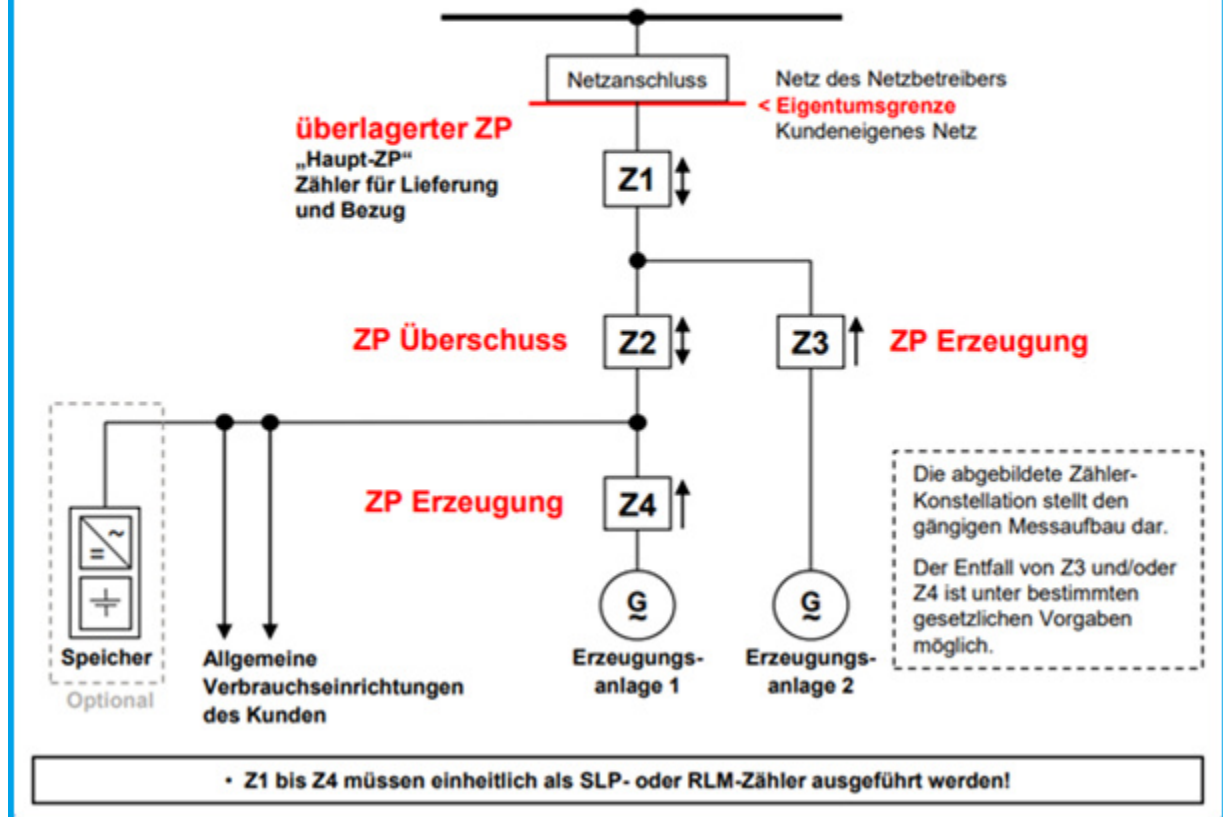 Netzanschluss
Netz des Netzbetreibers
< Eigentumsgrenze
Kundeneigenes Netz
überlagerter ZP
„Haupt-ZP“
Zähler für Lieferung
und Bezug
Z1
ZP Überschuss
Z2
Z3
ZP Erzeugung
ZP Erzeugung
Z4
Die abgebildete Zähler-
Konstellation stellt den
gängigen Messaufbau dar.
Der Entfall von Z3 und/oder
Z4 ist unter bestimmten
gesetzlichen Vorgaben
möglich.
= ~
G
~
G
~
Speicher
Optional
Allgemeine
Verbrauchseinrichtungen
des Kunden
Erzeugungs-
anlage 1
Erzeugungs-
anlage 2
• Z1 bis Z4 müssen einheitlich als SLP- oder RLM-Zähler ausgeführt werden!